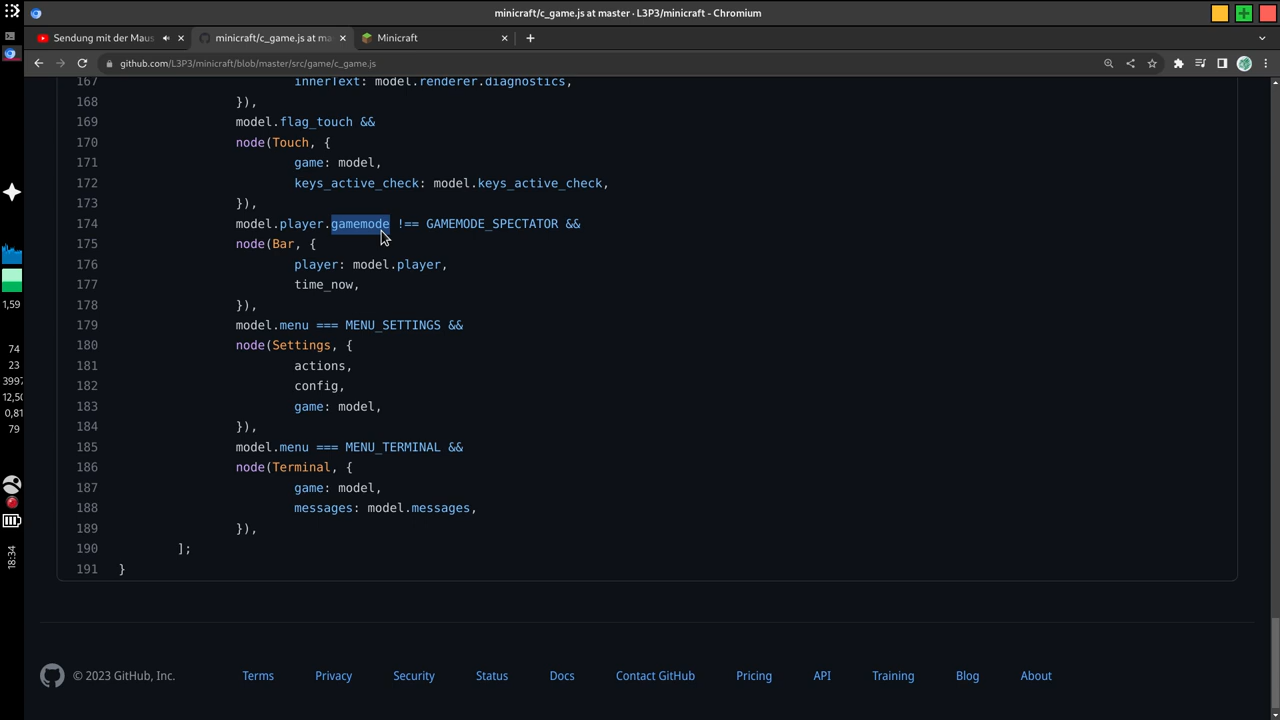 minicraft/c_game.js at master · L3P3/minicraft - Chromium
Sendung mit der Maus
minicraft/c_game.js at ma
Minicraft
github.com/L3P3/minicraft/blob/master/src/game/c_game.js
167 innerText: model.renderer.diagnostics,
168 }),
169 model.flag_touch &&
170 node(Touch, {
171 game: model,
172 keys_active_check: model.keys_active_check,
173 }),
174 model.player.gamemode !== GAMEMODE_SPECTATOR &&
175 node(Bar, {
176 player: model.player,
177 time_now,
178 }),
179 model.menu === MENU_SETTINGS &&
180 node(Settings, {
181 actions,
182 config,
183 game: model,
184 }),
185 model.menu === MENU_TERMINAL &&
186 node(Terminal, {
187 game: model,
188 messages: model.messages,
189 }),
190 ];
191 }
© 2023 GitHub, Inc. Terms Privacy Security Status Docs Contact GitHub Pricing API Training Blog About
1,59
74
23
3997
12,50
0,81
79
18:34